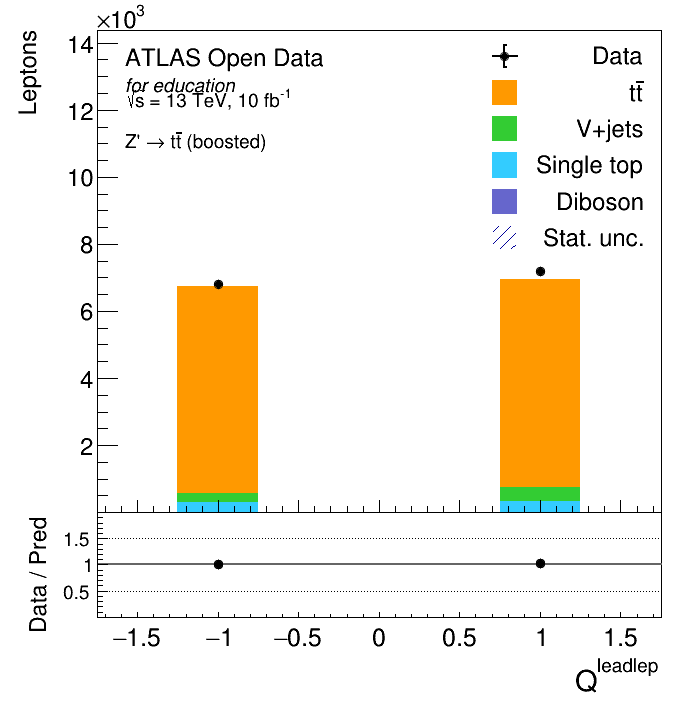 ×10³
Leptons
14
12
10
8
6
4
2
ATLAS Open Data
for education
√s = 13 TeV, 10 fb⁻¹
Z' → tt̄ (boosted)
Data
tt̄
V+jets
Single top
Diboson
Stat. unc.
Data / Pred
1.5
1
0.5
−1.5 −1 −0.5 0 0.5 1 1.5
Q^leadlep